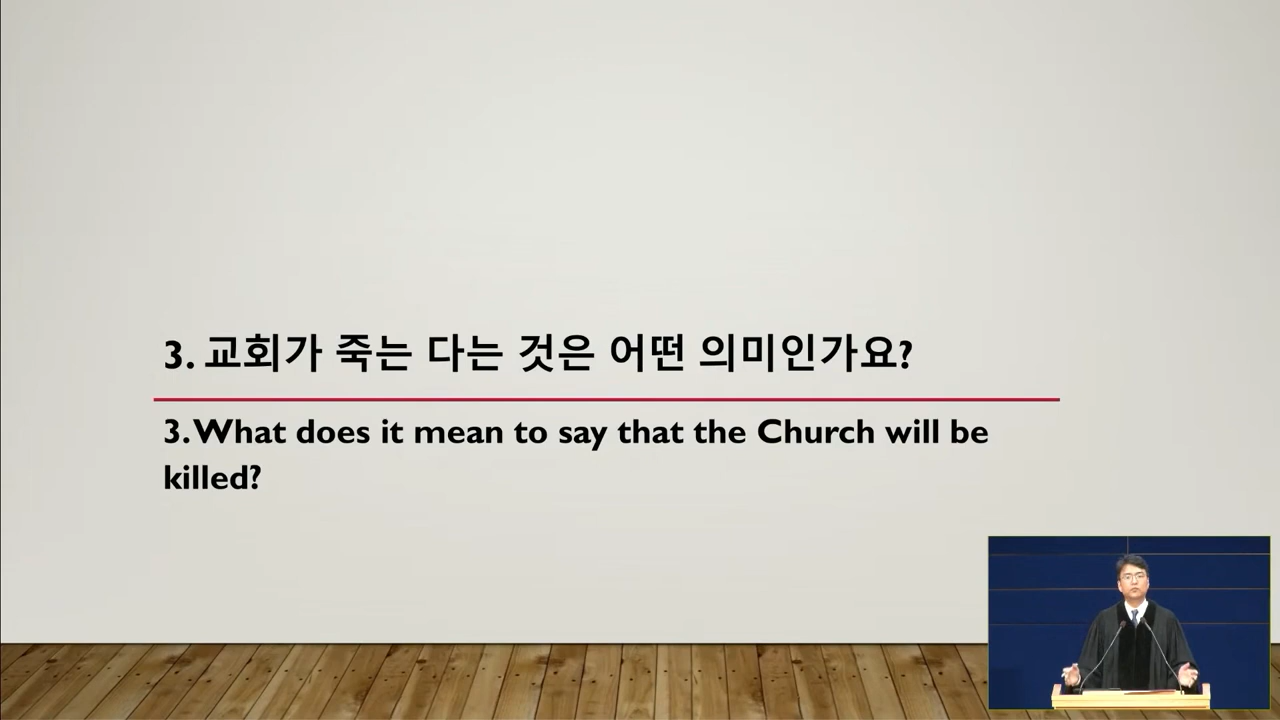 3. 교회가 죽는 다는 것은 어떤 의미인가요?
3. What does it mean to say that the Church will be
killed?